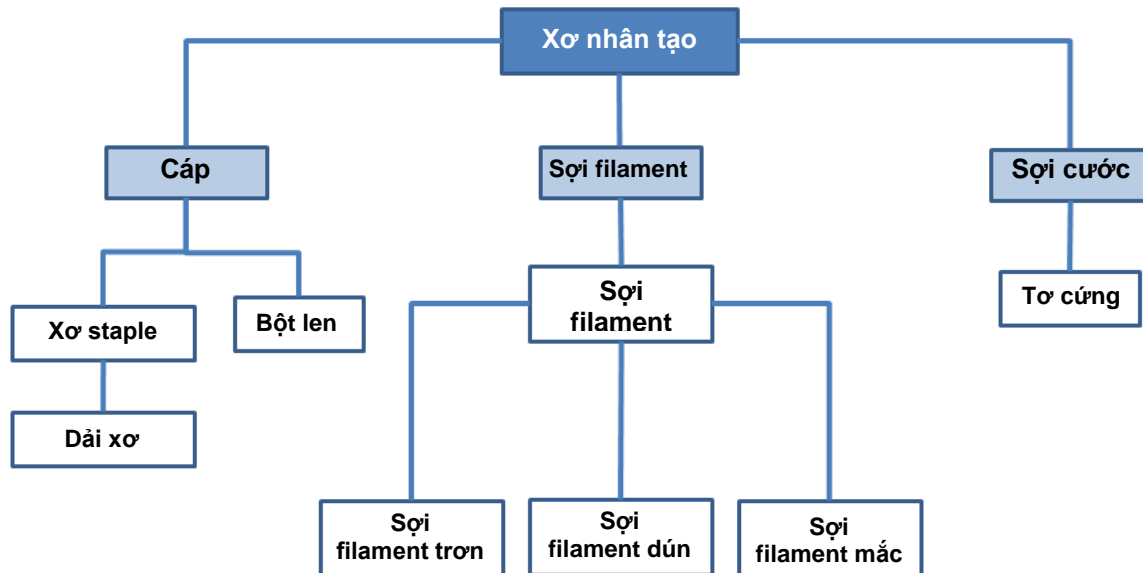 Xơ nhân tạo
Cáp
Sợi filament
Sợi cước
Xơ staple
Bột len
Sợi
filament
Tơ cứng
Dải xơ
Sợi
filament trơn
Sợi
filament dún
Sợi
filament mắc